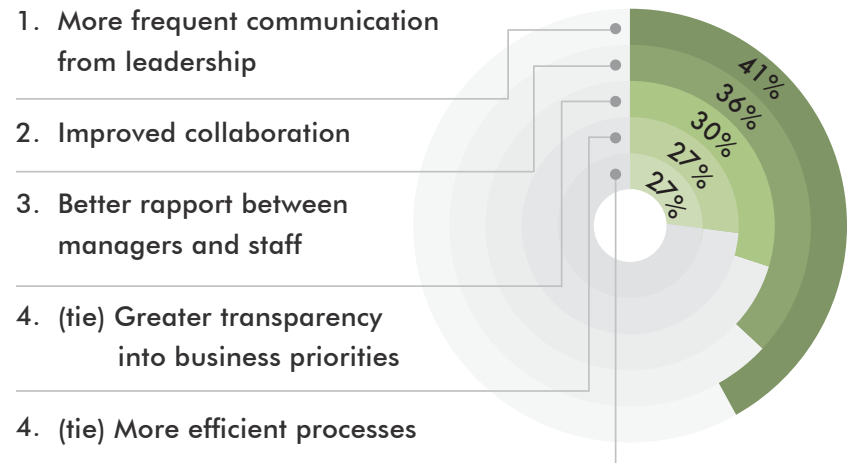 1. More frequent communication
from leadership
2. Improved collaboration
3. Better rapport between
managers and staff
4. (tie) Greater transparency
into business priorities
4. (tie) More efficient processes
41%
36%
30%
27%
27%